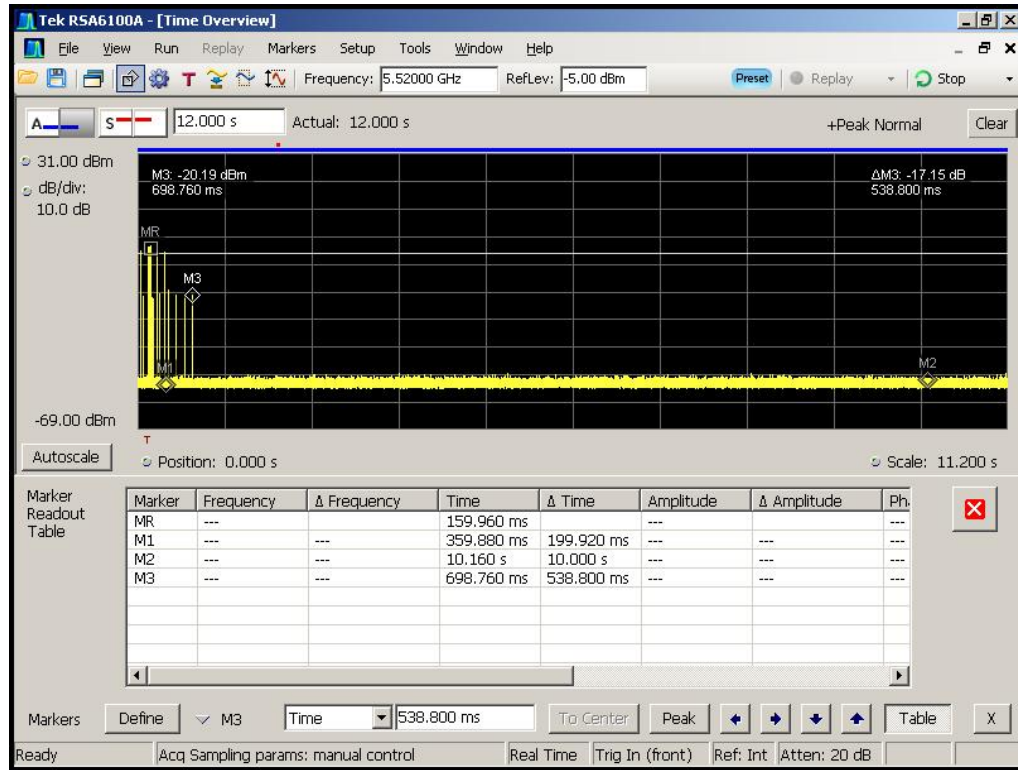 Tek RSA6100A - [Time Overview]
File View Run Replay Markers Setup Tools Window Help
T Frequency: 5.52000 GHz RefLev: -5.00 dBm Preset Replay Stop
A S 12.000 s Actual: 12.000 s +Peak Normal Clear
31.00 dBm
dB/div:
10.0 dB
M3: -20.19 dBm
698.760 ms
ΔM3: -17.15 dB
538.800 ms
MR
M3
M1
M2
-69.00 dBm
T
Autoscale Position: 0.000 s Scale: 11.200 s
Marker
Readout
Table
Marker Frequency Δ Frequency Time Δ Time Amplitude Δ Amplitude Ph
MR --- 159.960 ms --- ---
M1 --- --- 359.880 ms 199.920 ms --- --- ---
M2 --- --- 10.160 s 10.000 s --- --- ---
M3 --- --- 698.760 ms 538.800 ms --- --- ---
Markers Define M3 Time 538.800 ms To Center Peak Table X
Ready Acq Sampling params: manual control Real Time Trig In (front) Ref: Int Atten: 20 dB